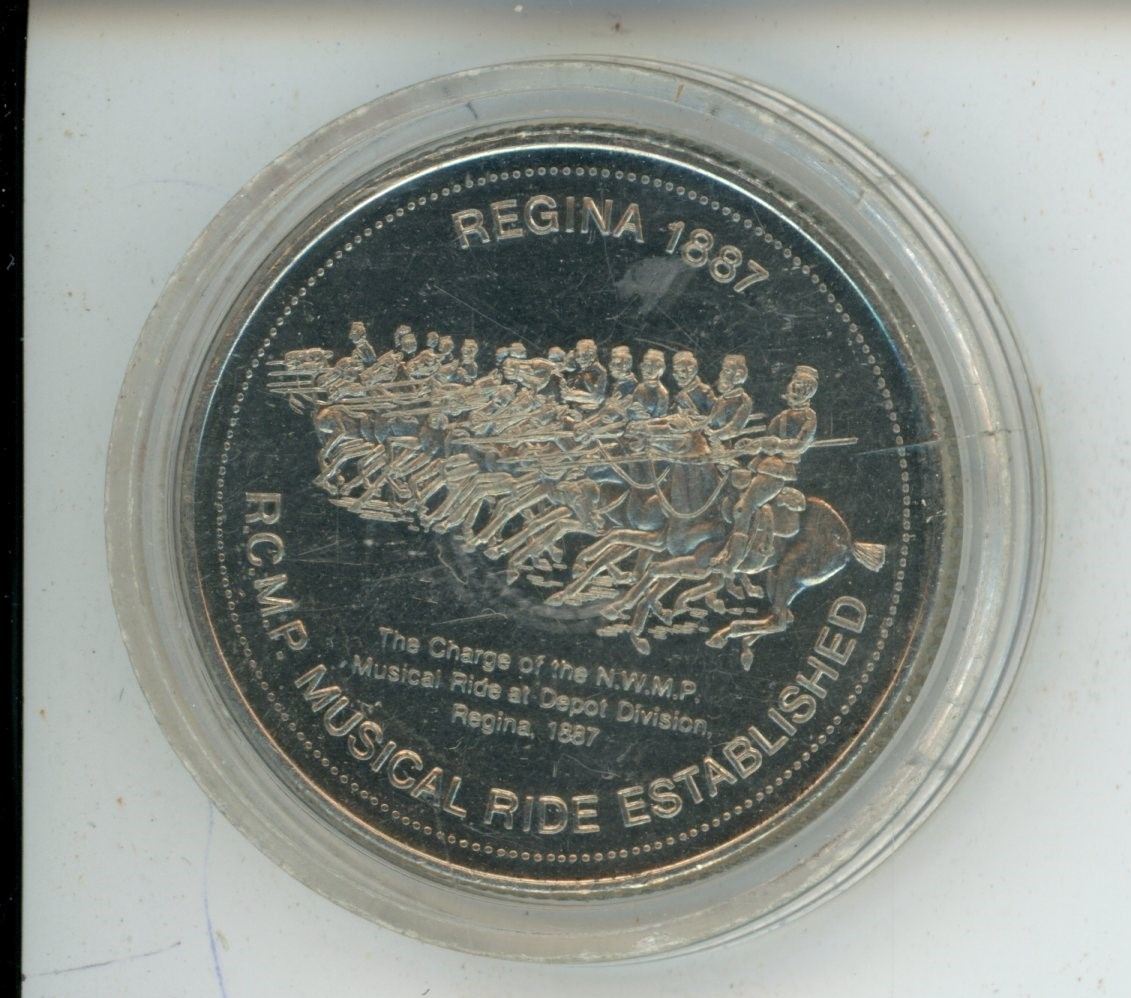 REGINA 1887
The Charge of the N.W.M.P.
Musical Ride at Depot Division,
Regina, 1887
R.C.M.P. MUSICAL RIDE ESTABLISHED